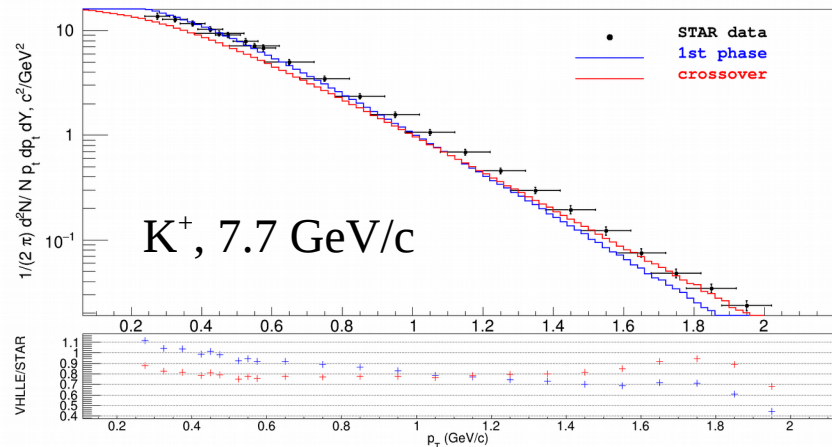 1/(2 π) d²N/ N pₜ dpₜ dY, c²/GeV²
10
1
10⁻¹
STAR data
1st phase
crossover
K⁺, 7.7 GeV/c
0.2 0.4 0.6 0.8 1 1.2 1.4 1.6 1.8 2
VHLLE/STAR
1.1
1
0.9
0.8
0.7
0.6
0.5
0.4
0.2 0.4 0.6 0.8 1 1.2 1.4 1.6 1.8 2
p_T (GeV/c)